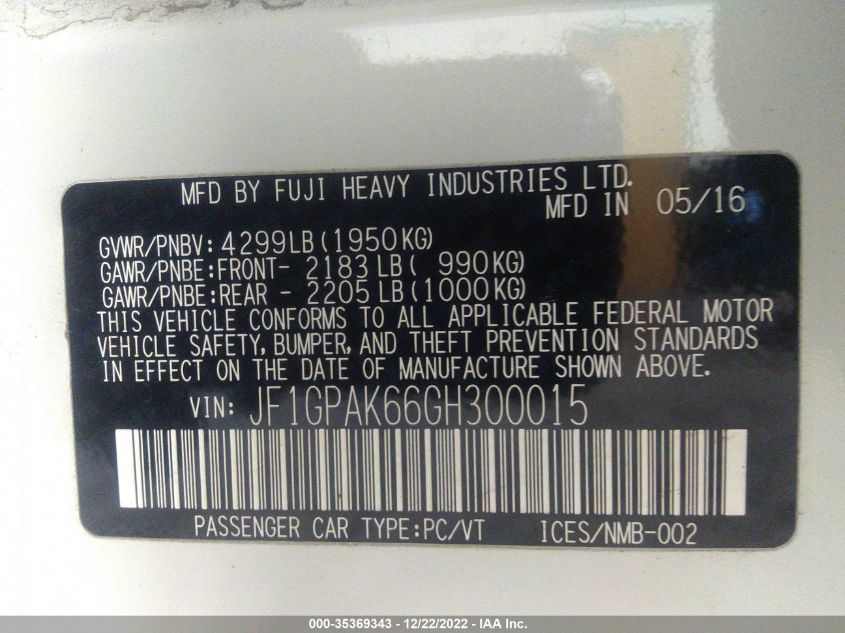 MFD BY FUJI HEAVY INDUSTRIES LTD.
MFD IN 05/16
GVWR/PNBV: 4299LB(1950KG)
GAWR/PNBE:FRONT- 2183LB( 990KG)
GAWR/PNBE:REAR - 2205LB(1000KG)
THIS VEHICLE CONFORMS TO ALL APPLICABLE FEDERAL MOTOR
VEHICLE SAFETY, BUMPER, AND THEFT PREVENTION STANDARDS
IN EFFECT ON THE DATE OF MANUFACTURE SHOWN ABOVE.
VIN: JF1GPAK66GH300015
PASSENGER CAR TYPE:PC/VT ICES/NMB-002
000-35369343 - 12/22/2022 - IAA Inc.